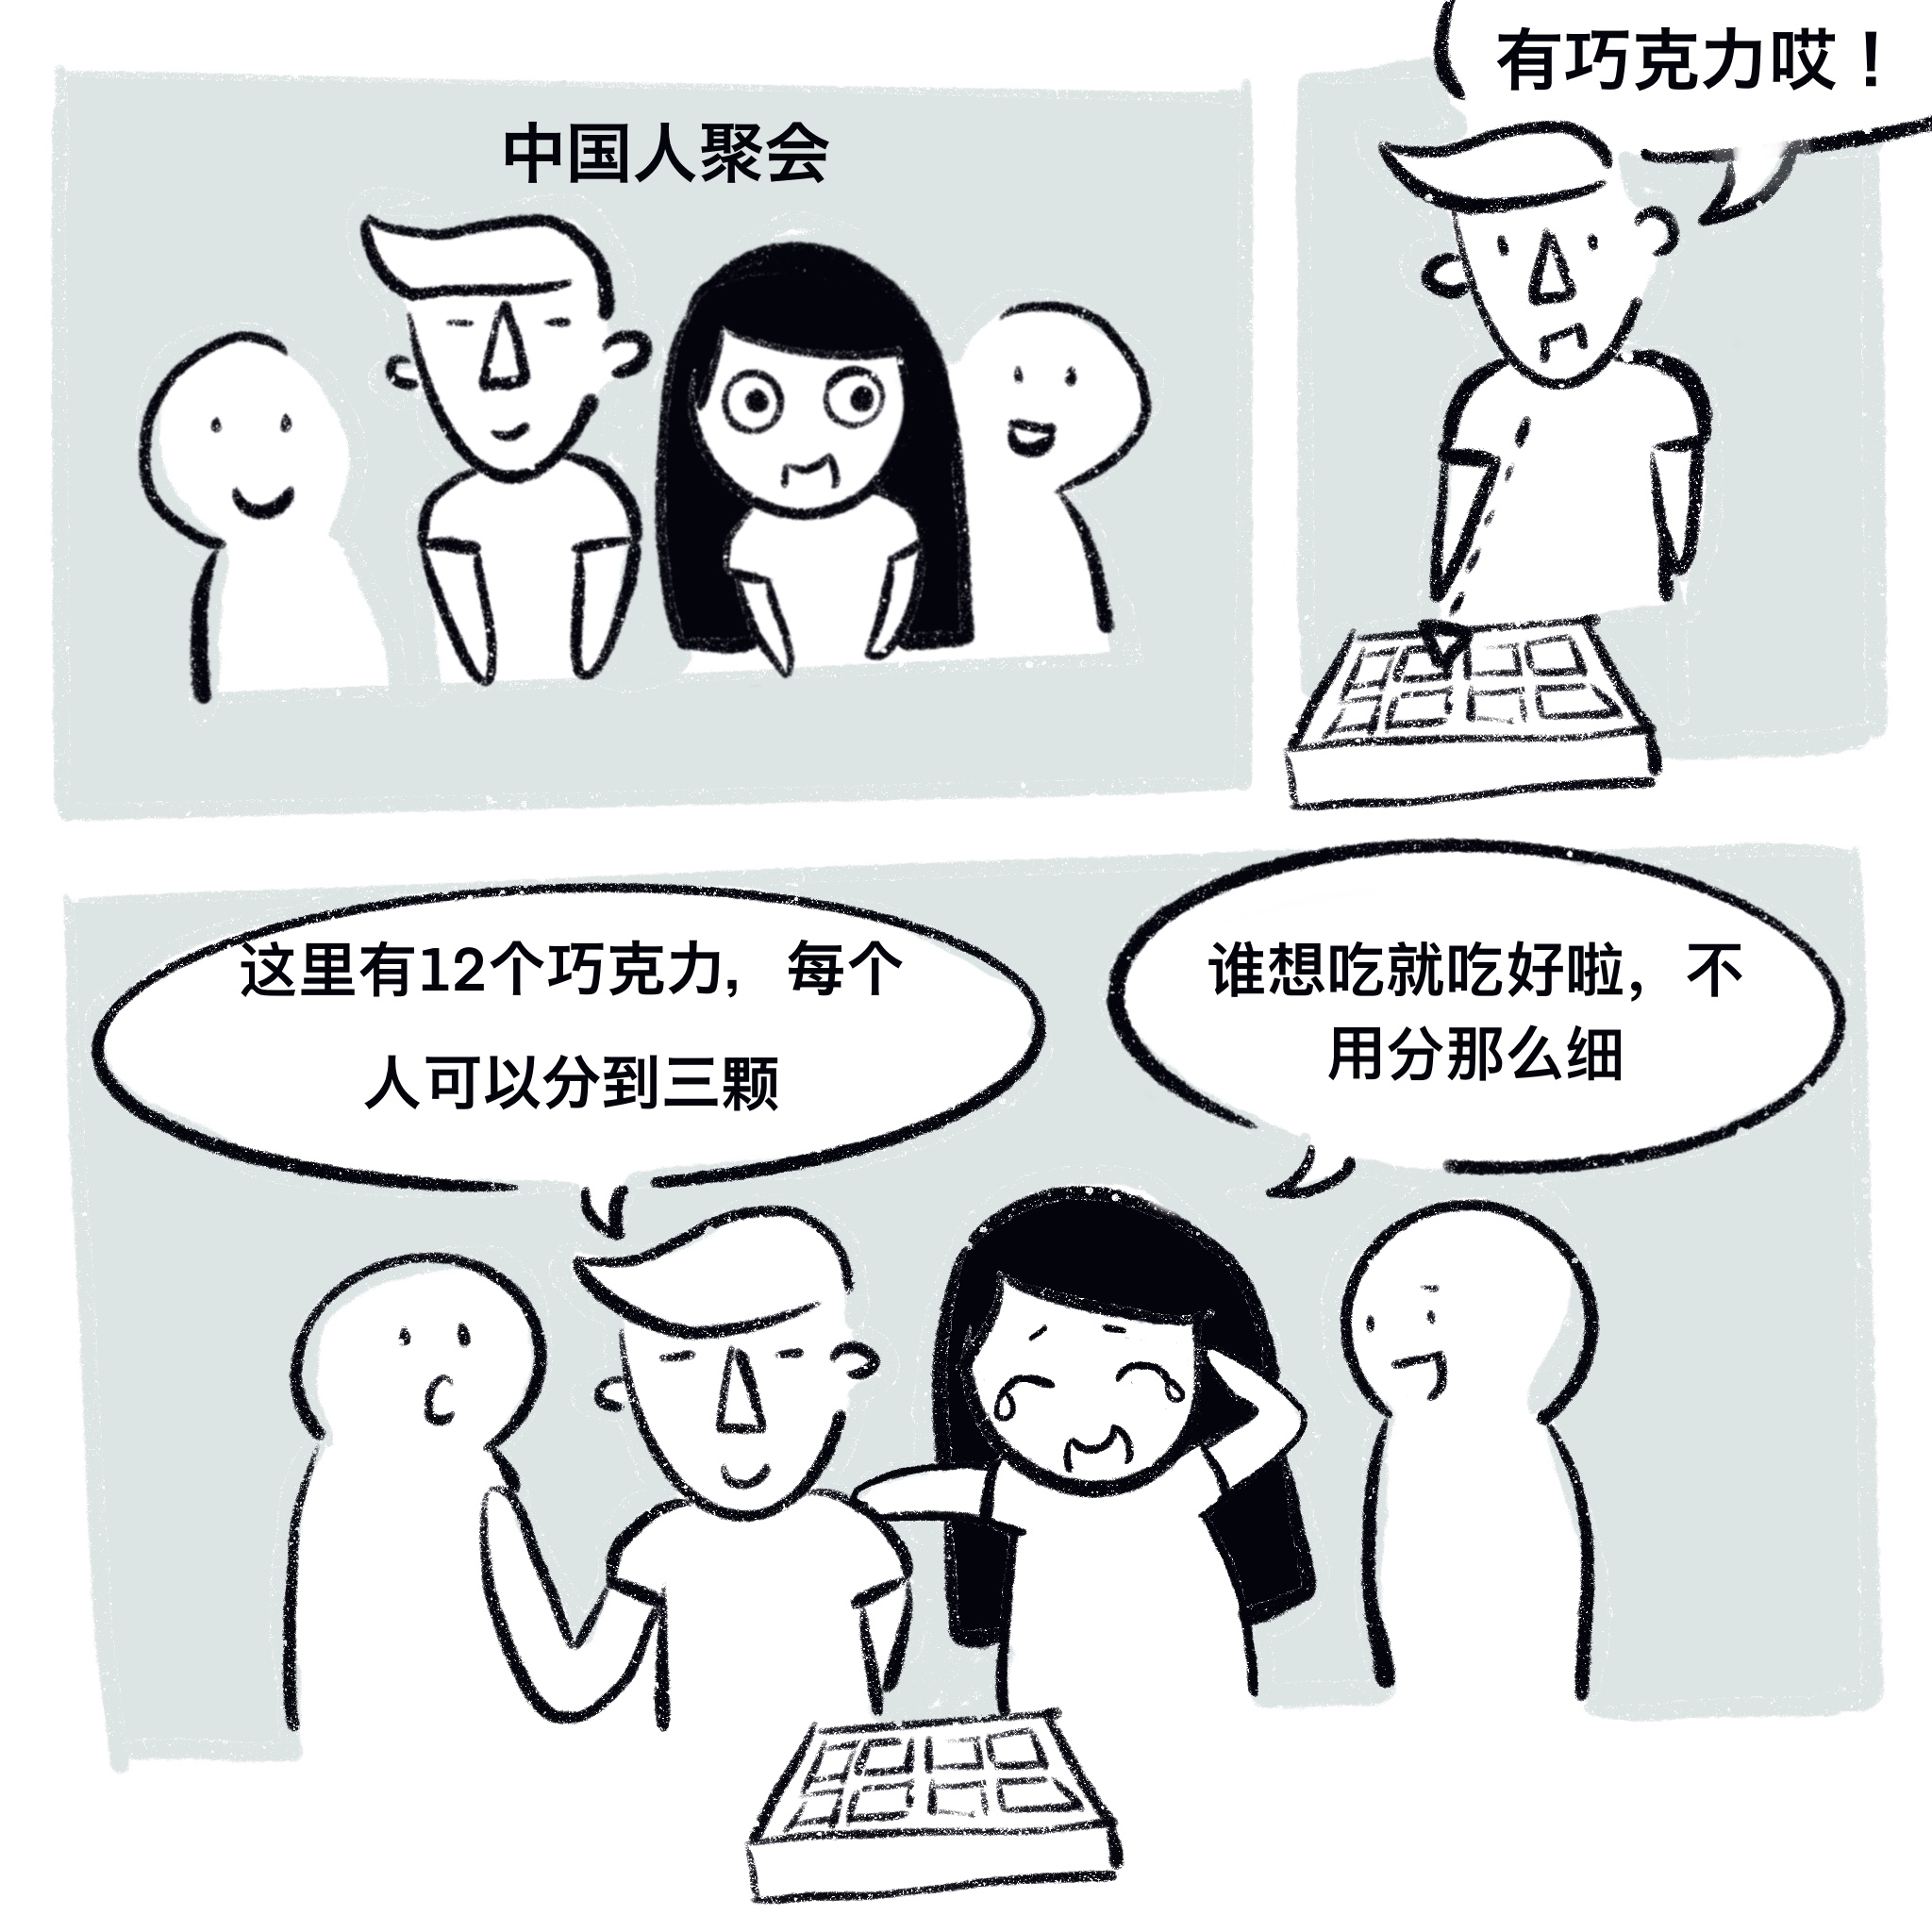 中国人聚会
有巧克力哎！
这里有12个巧克力，每个
人可以分到三颗
谁想吃就吃好啦，不
用分那么细